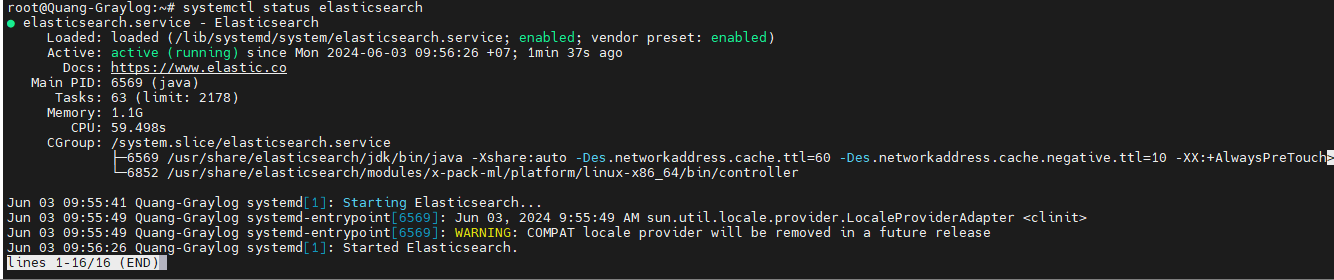 root@Quang-Graylog:~# systemctl status elasticsearch
● elasticsearch.service - Elasticsearch
     Loaded: loaded (/lib/systemd/system/elasticsearch.service; enabled; vendor preset: enabled)
     Active: active (running) since Mon 2024-06-03 09:56:26 +07; 1min 37s ago
       Docs: https://www.elastic.co
   Main PID: 6569 (java)
      Tasks: 63 (limit: 2178)
     Memory: 1.1G
        CPU: 59.498s
     CGroup: /system.slice/elasticsearch.service
             ├─6569 /usr/share/elasticsearch/jdk/bin/java -Xshare:auto -Des.networkaddress.cache.ttl=60 -Des.networkaddress.cache.negative.ttl=10 -XX:+AlwaysPreTouch>
             └─6852 /usr/share/elasticsearch/modules/x-pack-ml/platform/linux-x86_64/bin/controller

Jun 03 09:55:41 Quang-Graylog systemd[1]: Starting Elasticsearch...
Jun 03 09:55:49 Quang-Graylog systemd-entrypoint[6569]: Jun 03, 2024 9:55:49 AM sun.util.locale.provider.LocaleProviderAdapter <clinit>
Jun 03 09:55:49 Quang-Graylog systemd-entrypoint[6569]: WARNING: COMPAT locale provider will be removed in a future release
Jun 03 09:56:26 Quang-Graylog systemd[1]: Started Elasticsearch.
lines 1-16/16 (END)